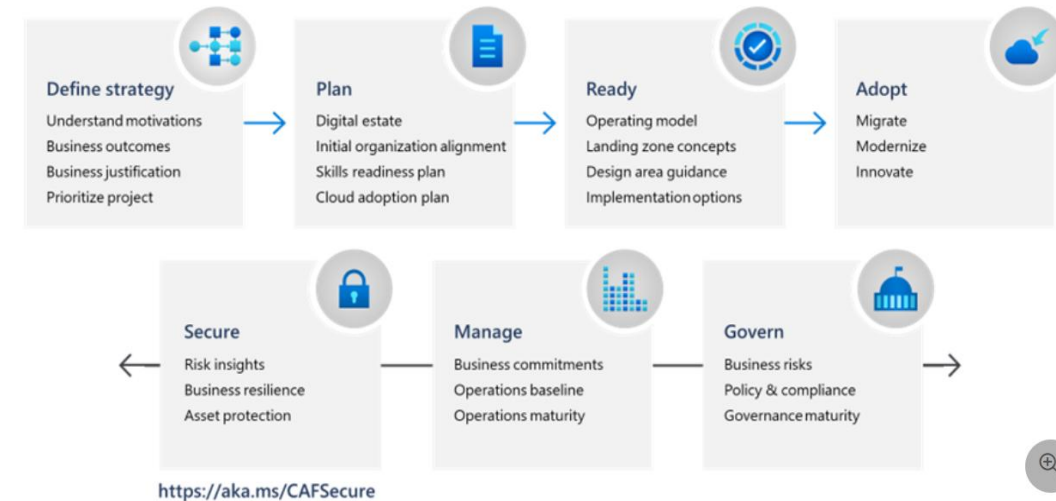 Define strategy
Understand motivations
Business outcomes
Business justification
Prioritize project
Plan
Digital estate
Initial organization alignment
Skills readiness plan
Cloud adoption plan
Ready
Operating model
Landing zone concepts
Design area guidance
Implementation options
Adopt
Migrate
Modernize
Innovate
Secure
Risk insights
Business resilience
Asset protection
Manage
Business commitments
Operations baseline
Operations maturity
Govern
Business risks
Policy & compliance
Governance maturity
https://aka.ms/CAFSecure